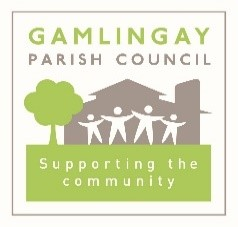 GAMLINGAY
PARISH COUNCIL
Supporting the
community